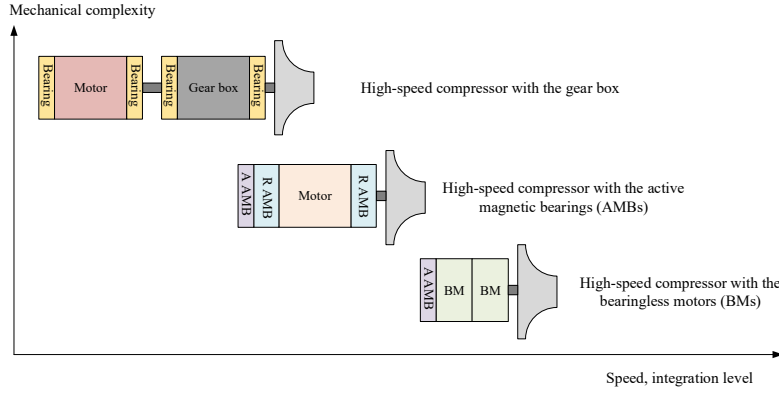 Mechanical complexity
Bearing
Motor
Bearing
Bearing
Gear box
Bearing
High-speed compressor with the gear box
A AMB
R AMB
Motor
R AMB
High-speed compressor with the active
magnetic bearings (AMBs)
A AMB
BM
BM
High-speed compressor with the
bearingless motors (BMs)
Speed, integration level